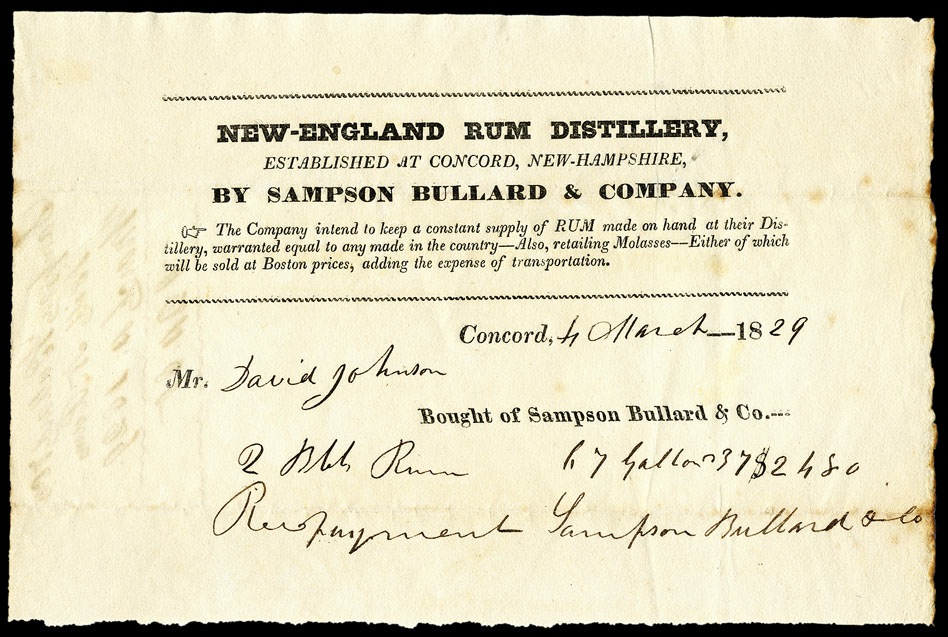 NEW-ENGLAND RUM DISTILLERY,
ESTABLISHED AT CONCORD, NEW-HAMPSHIRE,
BY SAMPSON BULLARD & COMPANY.
☞ The Company intend to keep a constant supply of RUM made on hand at their Dis-
tillery, warranted equal to any made in the country—Also, retailing Molasses—Either of which
will be sold at Boston prices, adding the expense of transportation.
Concord, 4 March—1829
Mr. David Johnson
Bought of Sampson Bullard & Co.---
2 Bbls Rum 67 Gallons 37 $24 80
Rec payment Sampson Bullard & Co